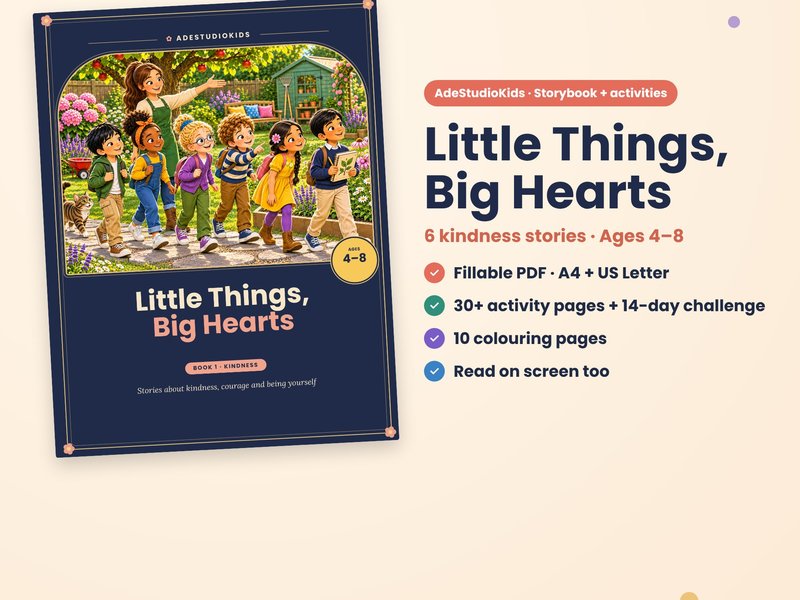 ADESTUDIOKIDS
AGES
4–8
Little Things,
Big Hearts
BOOK 1 · KINDNESS
Stories about kindness, courage and being yourself
AdeStudioKids · Storybook + activities
Little Things,
Big Hearts
6 kindness stories · Ages 4–8
Fillable PDF · A4 + US Letter
30+ activity pages + 14-day challenge
10 colouring pages
Read on screen too